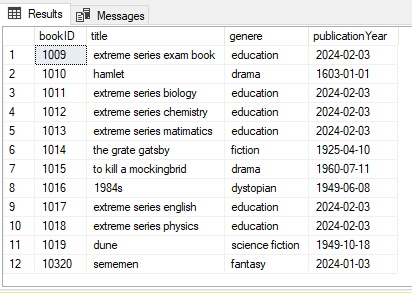 Results Messages
bookID title genere publicationYear
1 1009 extreme series exam book education 2024-02-03
2 1010 hamlet drama 1603-01-01
3 1011 extreme series biology education 2024-02-03
4 1012 extreme series chemistry education 2024-02-03
5 1013 extreme series matimatics education 2024-02-03
6 1014 the grate gatsby fiction 1925-04-10
7 1015 to kill a mockingbrid drama 1960-07-11
8 1016 1984s dystopian 1949-06-08
9 1017 extreme series english education 2024-02-03
10 1018 extreme series physics education 2024-02-03
11 1019 dune science fiction 1949-10-18
12 10320 sememen fantasy 2024-01-03